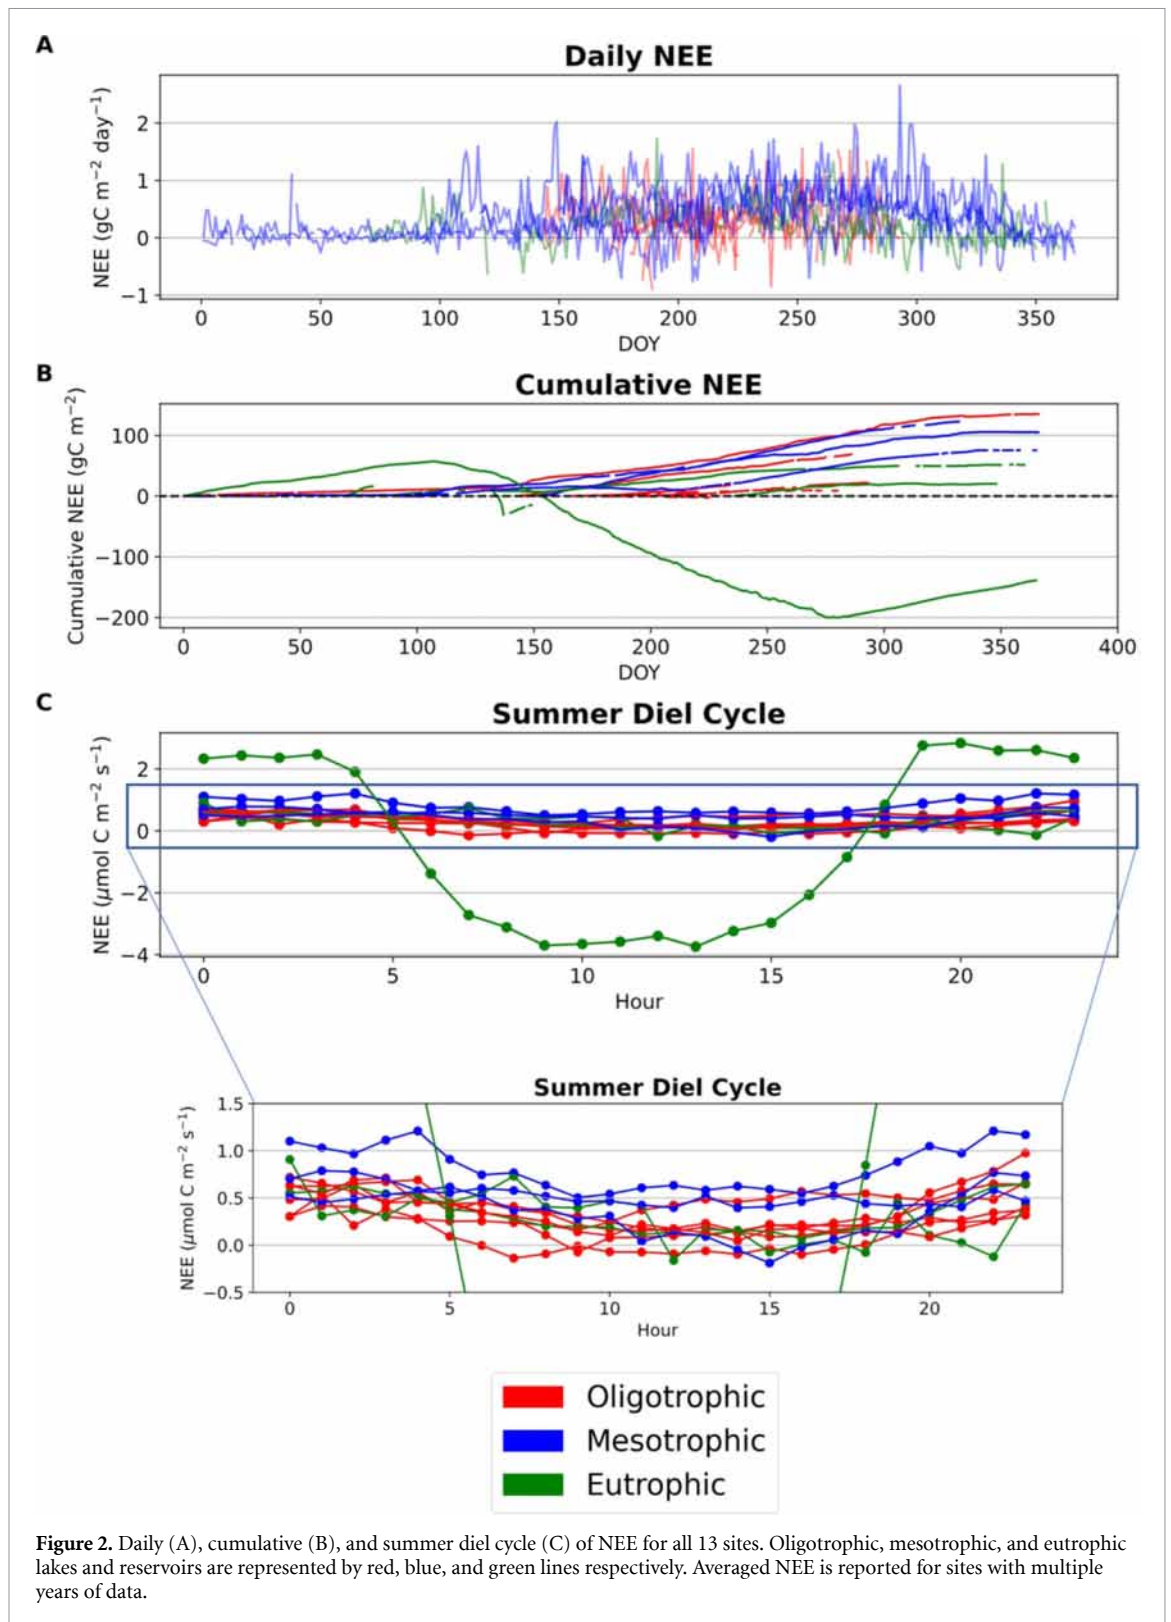 A
Daily NEE
NEE (gC m−2 day−1)
2
1
0
−1
0 50 100 150 200 250 300 350
DOY
B
Cumulative NEE
Cumulative NEE (gC m−2)
100
0
−100
−200
0 50 100 150 200 250 300 350 400
DOY
C
Summer Diel Cycle
NEE (μmol C m−2 s−1)
2
0
−2
−4
0 5 10 15 20
Hour
Summer Diel Cycle
NEE (μmol C m−2 s−1)
1.5
1.0
0.5
0.0
−0.5
0 5 10 15 20
Hour
Oligotrophic
Mesotrophic
Eutrophic
Figure 2. Daily (A), cumulative (B), and summer diel cycle (C) of NEE for all 13 sites. Oligotrophic, mesotrophic, and eutrophic
lakes and reservoirs are represented by red, blue, and green lines respectively. Averaged NEE is reported for sites with multiple
years of data.